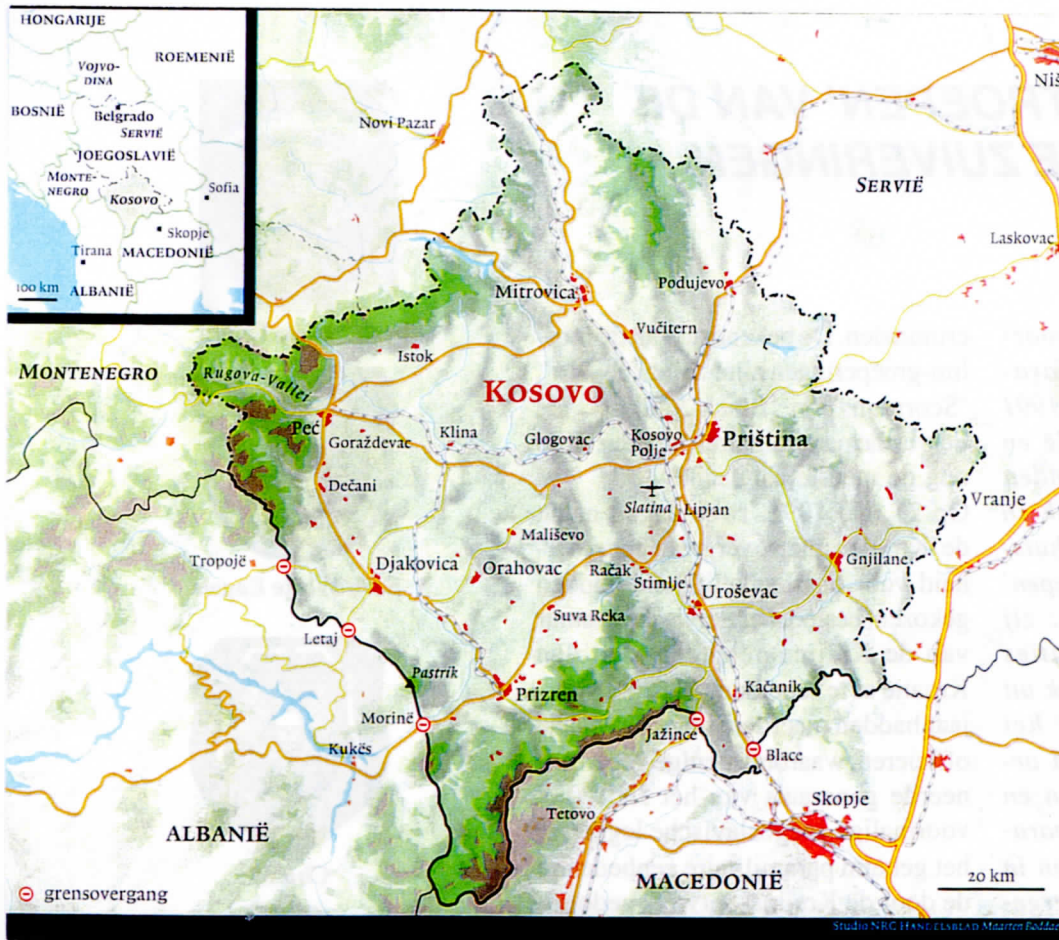 HONGARIJE
ROEMENIË
VOJVO-
DINA
BOSNIË
Belgrado
SERVIË
JOEGOSLAVIË
MONTE-
NEGRO
Kosovo
Sofia
Skopje
Tirana
MACEDONIË
100 km
ALBANIË
Niš
Novi Pazar
SERVIË
Laskovac
Mitrovica
Podujevo
Vučitern
Istok
MONTENEGRO
Rugova-Vallei
Kosovo
Peć
Goraždevac
Klina
Glogovac
Kosovo
Polje
Priština
Dečani
Slatina
Lipjan
Vranje
Mališevo
Tropojë
Djakovica
Orahovac
Račak
Stimlje
Gnjilane
Suva Reka
Uroševac
Letaj
Pastrik
Prizren
Kačanik
Morinë
Jažince
Kukës
Blace
Skopje
Tetovo
ALBANIË
MACEDONIË
20 km
grensovergang
Studio NRC HANDELSBLAD